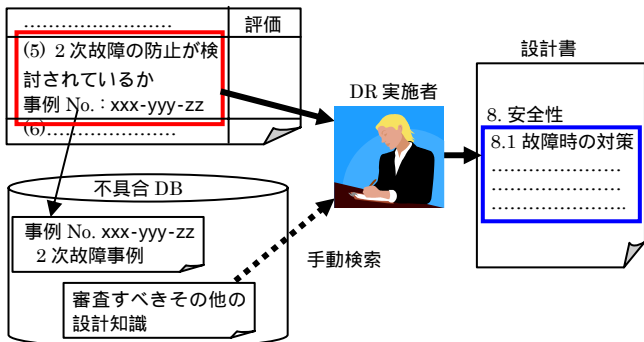 .......................... 評価
(5) 2 次故障の防止が検
討されているか
事例 No. : xxx-yyy-zz
(6).......................
DR 実施者
設計書
8. 安全性
8.1 故障時の対策
......................
......................
......................
不具合 DB
事例 No. xxx-yyy-zz
2 次故障事例
審査すべきその他の
設計知識
手動検索